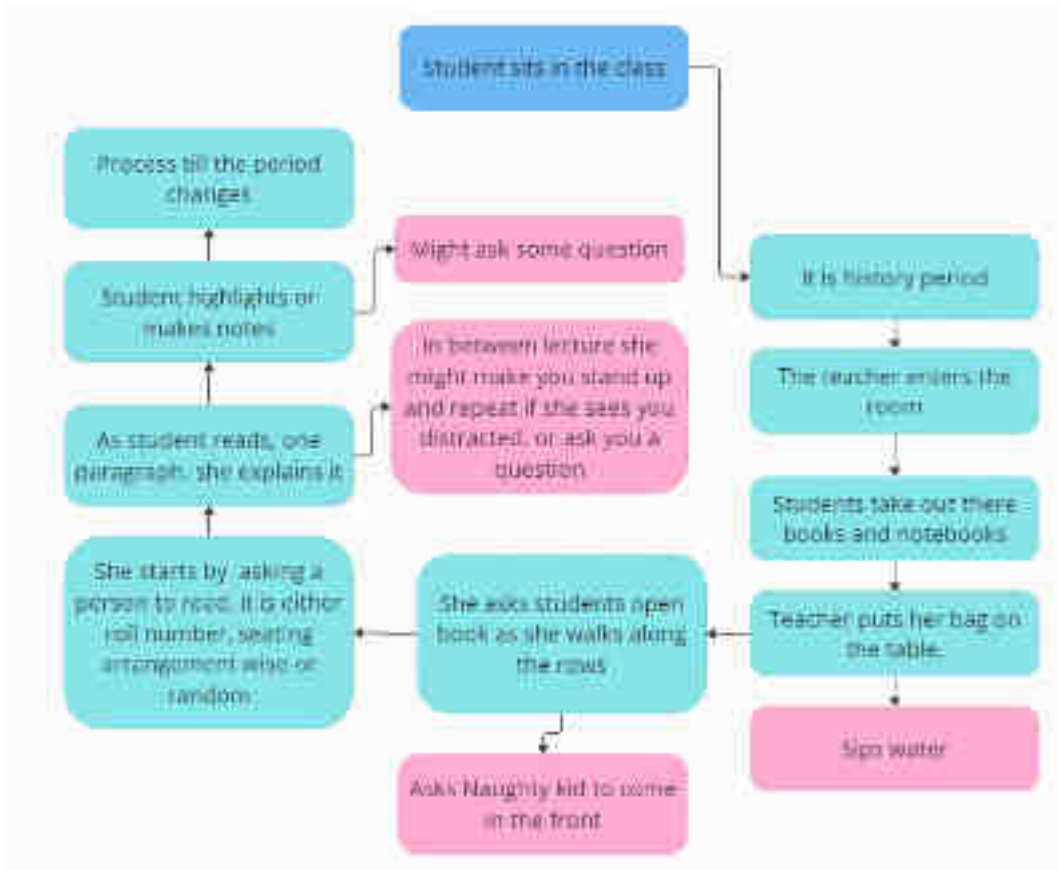 Student sits in the class
It is history period
The teacher enters the
room
Students take out there
books and notebooks
Teacher puts her bag on
the table.
Sips water
She asks students open
book as she walks along
the rows
Asks Naughty kid to come
in the front
She starts by asking a
person to read. It is either
roll number, seating
arrangement wise or
random
As student reads, one
paragraph, she explains it
In between lecture she
might make you stand up
and repeat if she sees you
distracted, or ask you a
question
Student highlights or
makes notes
Might ask some question
Process till the period
changes